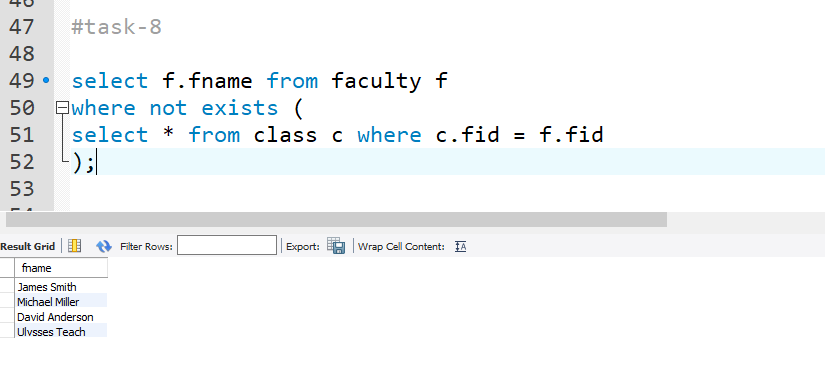 46
47 #task-8
48
49 select f.fname from faculty f
50 where not exists (
51 select * from class c where c.fid = f.fid
52 );
53
Result Grid Filter Rows: Export: Wrap Cell Content: IA
fname
James Smith
Michael Miller
David Anderson
Ulysses Teach